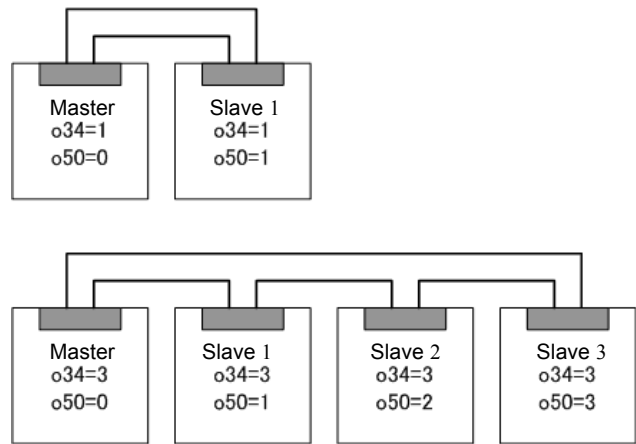 Master Slave 1
o34=1 o34=1
o50=0 o50=1
Master Slave 1 Slave 2 Slave 3
o34=3 o34=3 o34=3 o34=3
o50=0 o50=1 o50=2 o50=3